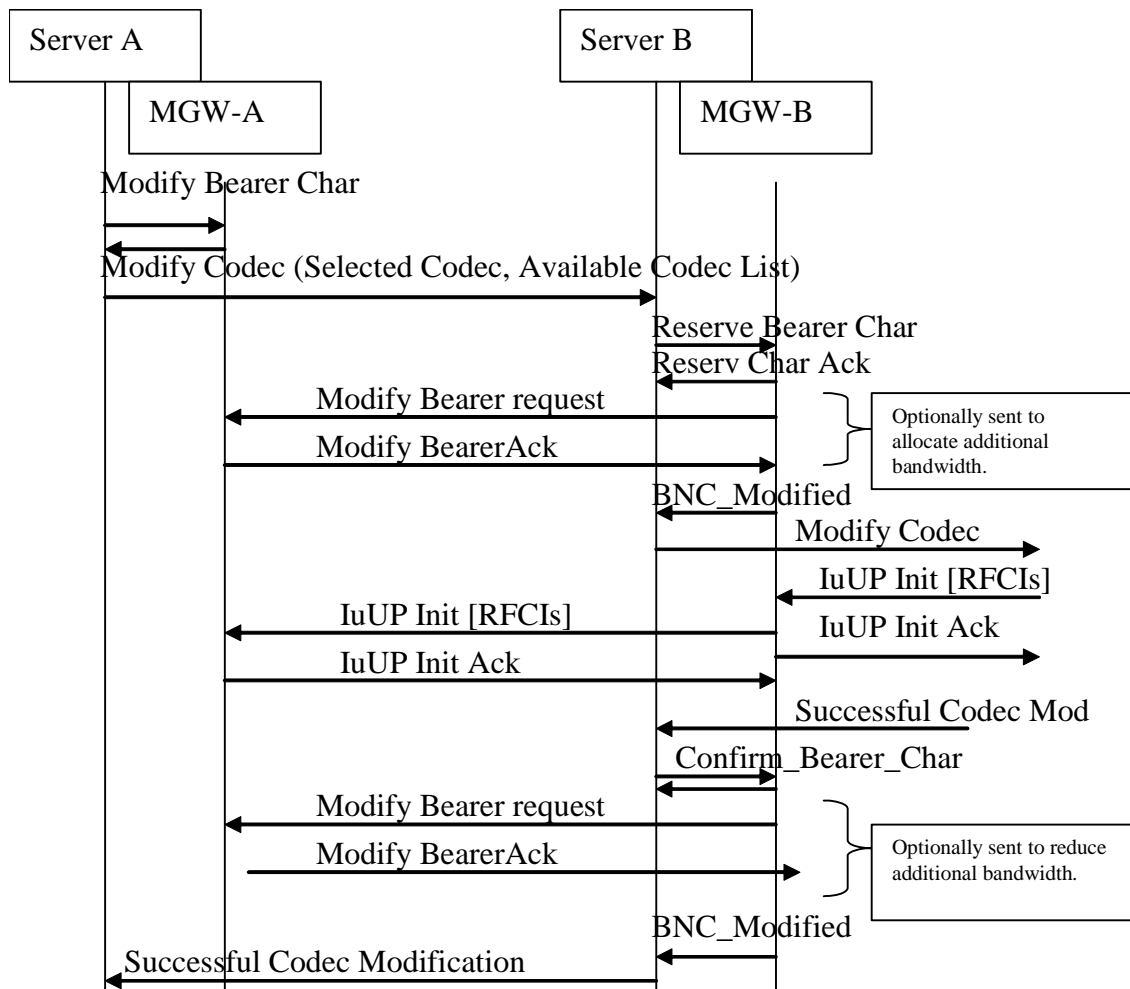 Server A
Server B
MGW-A
MGW-B
Modify Bearer Char
Modify Codec (Selected Codec, Available Codec List)
Reserve Bearer Char
Reserv Char Ack
Modify Bearer request
Optionally sent to
allocate additional
bandwidth.
Modify BearerAck
BNC_Modified
Modify Codec
IuUP Init [RFCIs]
IuUP Init [RFCIs]
IuUP Init Ack
IuUP Init Ack
Successful Codec Mod
Confirm_Bearer_Char
Modify Bearer request
Modify BearerAck
Optionally sent to reduce
additional bandwidth.
BNC_Modified
Successful Codec Modification